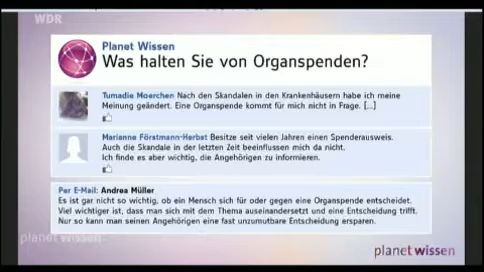 WDR
Planet Wissen
Was halten Sie von Organspenden?
Tumadie Moerchen Nach den Skandalen in den Krankenhäusern habe ich meine
Meinung geändert. Eine Organspende kommt für mich nicht in Frage. [...]
Marianne Förstmann-Herbst Besitze seit vielen Jahren einen Spenderausweis.
Auch die Skandale in der letzten Zeit beeinflussen mich da nicht.
Ich finde es aber wichtig, die Angehörigen zu informieren.
Per E-Mail: Andrea Müller
Es ist gar nicht so wichtig, ob ein Mensch sich für oder gegen eine Organspende entscheidet.
Viel wichtiger ist, dass man sich mit dem Thema auseinandersetzt und eine Entscheidung trifft.
Nur so kann man seinen Angehörigen eine fast unzumutbare Entscheidung ersparen.
planet wissen
planet wissen